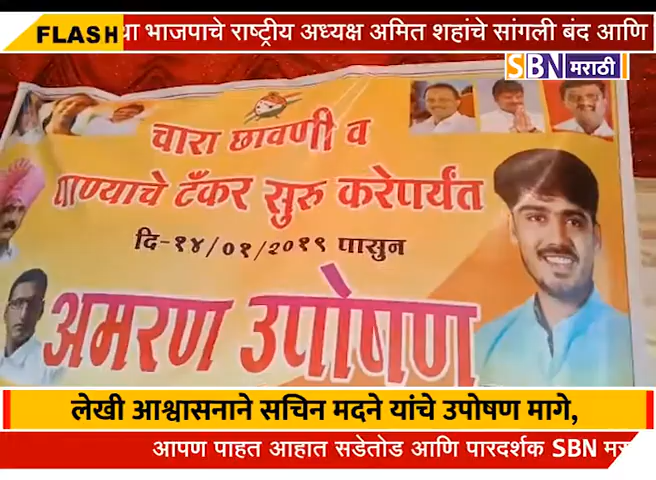 FLASH
भाजपाचे राष्ट्रीय अध्यक्ष अमित शहांचे सांगली बंद आणि
SBN मराठी
चारा छावणी व
पाण्याचे टँकर सुरु करेपर्यंत
दि-१४/०१/२०१९ पासुन
अमरण उपोषण
लेखी आश्वासनाने सचिन मदने यांचे उपोषण मागे,
आपण पाहत आहात सडेतोड आणि पारदर्शक SBN